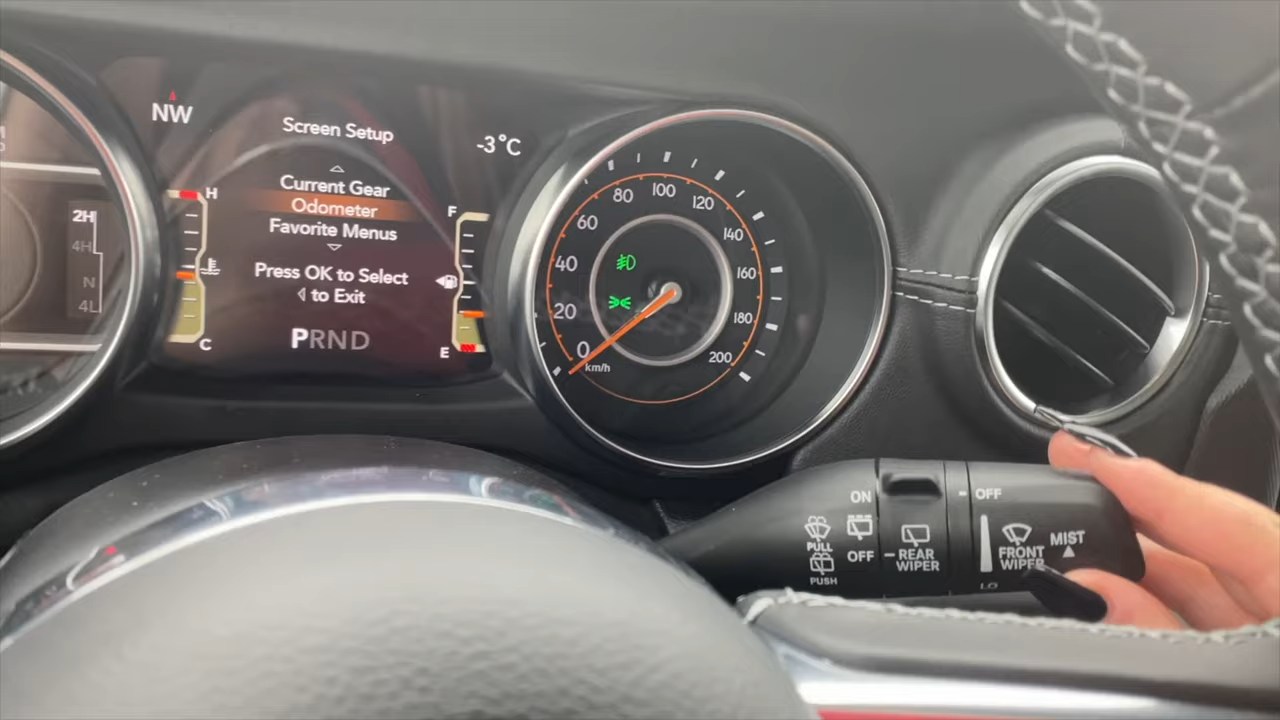 NW
Screen Setup
-3°C
Current Gear
Odometer
Favorite Menus
Press OK to Select
to Exit
PRND
H
C
F
E
2H
4H
N
4L
0
20
40
60
80
100
120
140
160
180
200
km/h
ON
OFF
PULL
PUSH
REAR
WIPER
OFF
FRONT
WIPER
MIST
LO